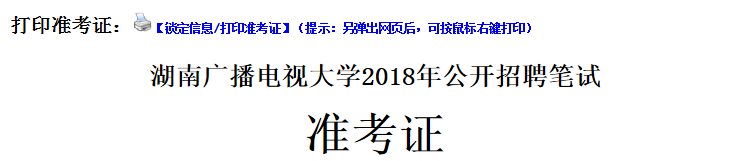 打印准考证：【锁定信息/打印准考证】（提示：另弹出网页后，可按鼠标右键打印）
湖南广播电视大学2018年公开招聘笔试
准考证